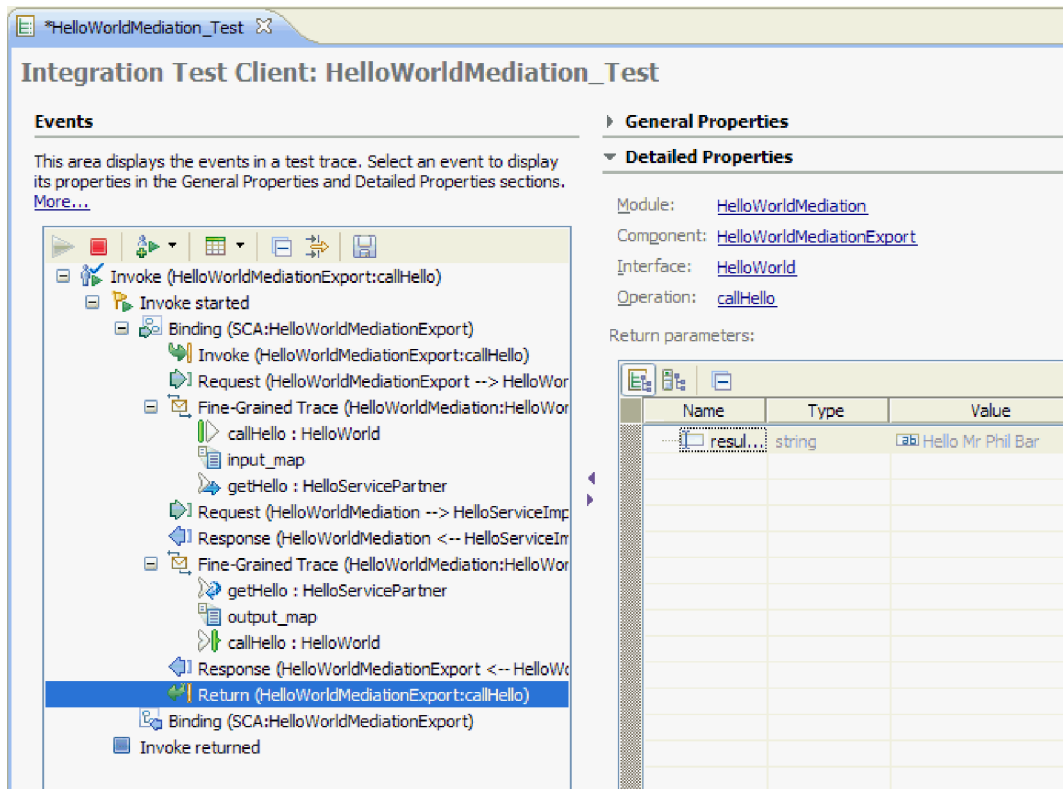 *HelloWorldMediation_Test
Integration Test Client: HelloWorldMediation_Test
Events
This area displays the events in a test trace. Select an event to display
its properties in the General Properties and Detailed Properties sections.
More...
Invoke (HelloWorldMediationExport:callHello)
Invoke started
Binding (SCA:HelloWorldMediationExport)
Invoke (HelloWorldMediationExport:callHello)
Request (HelloWorldMediationExport --> HelloWor
Fine-Grained Trace (HelloWorldMediation:HelloWor
callHello : HelloWorld
input_map
getHello : HelloServicePartner
Request (HelloWorldMediation --> HelloServiceImp
Response (HelloWorldMediation <-- HelloServiceIm
Fine-Grained Trace (HelloWorldMediation:HelloWor
getHello : HelloServicePartner
output_map
callHello : HelloWorld
Response (HelloWorldMediationExport <-- HelloWo
Return (HelloWorldMediationExport:callHello)
Binding (SCA:HelloWorldMediationExport)
Invoke returned
General Properties
Detailed Properties
Module: HelloWorldMediation
Component: HelloWorldMediationExport
Interface: HelloWorld
Operation: callHello
Return parameters:
Name Type Value
resul... string Hello Mr Phil Bar